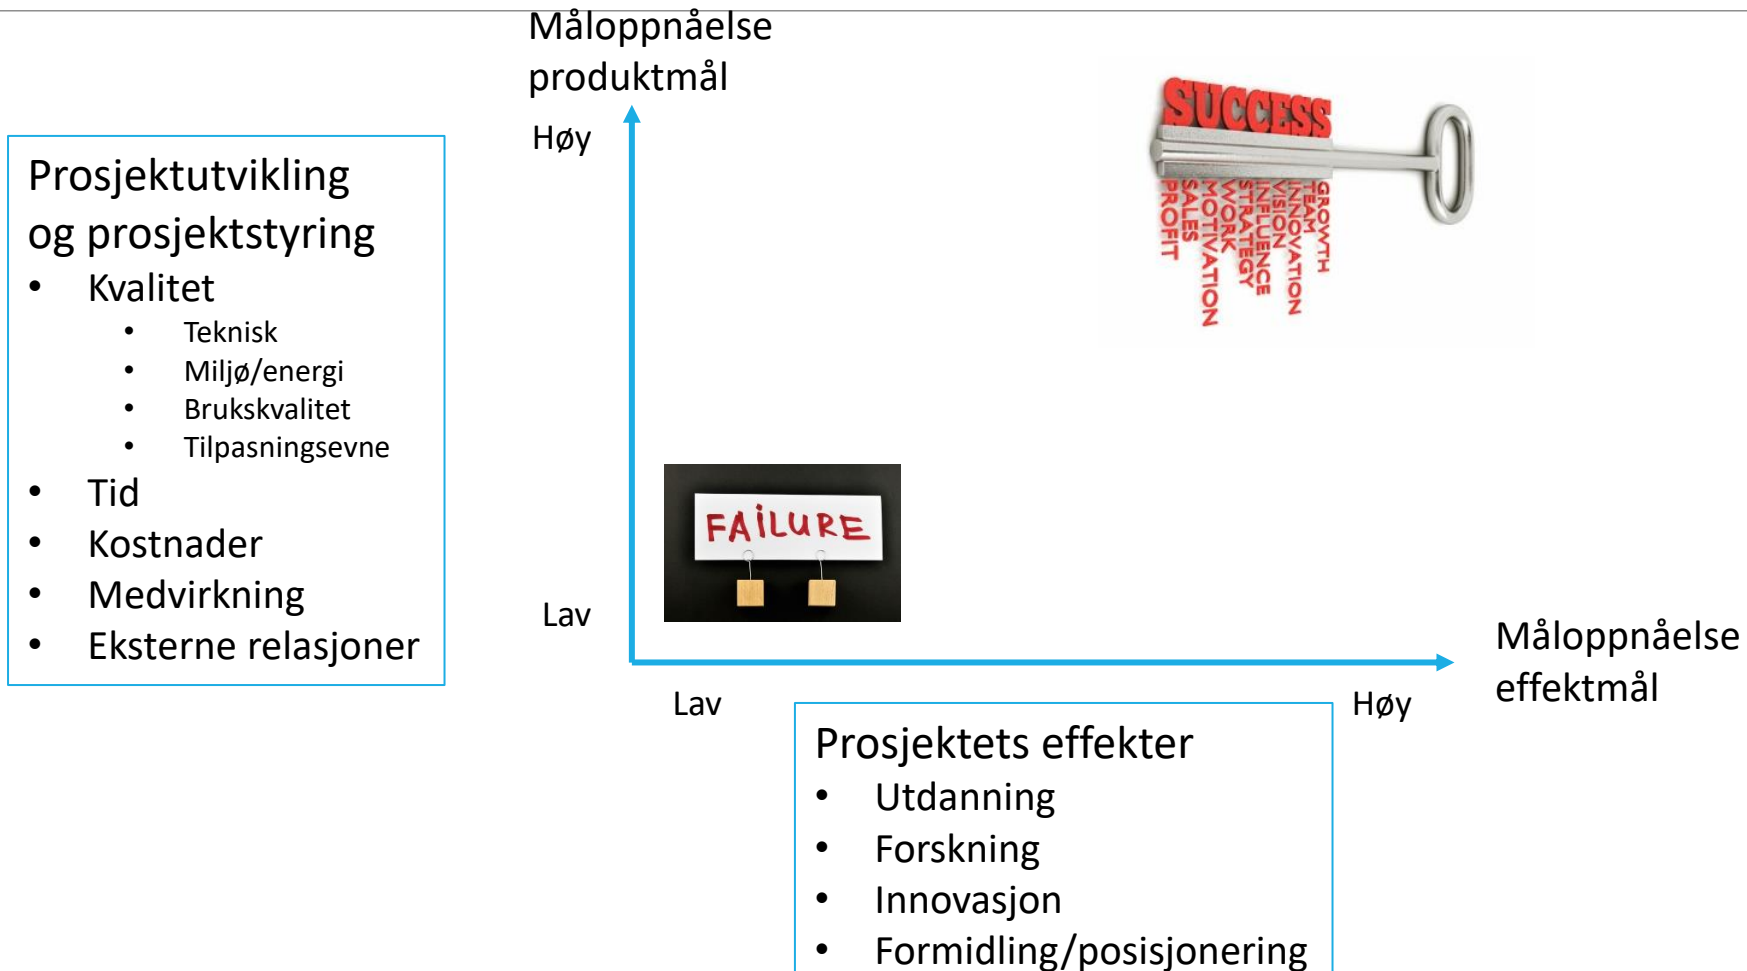 Måloppnåelse
produktmål
Høy
Lav
Prosjektutvikling
og prosjektstyring
• Kvalitet
• Teknisk
• Miljø/energi
• Brukskvalitet
• Tilpasningsevne
• Tid
• Kostnader
• Medvirkning
• Eksterne relasjoner
SUCCESS
PROFIT
SALES
MOTIVATION
WORK
STRATEGY
INFLUENCE
VISION
INNOVATION
TEAM
GROWTH
FAiLURE
Lav
Høy
Måloppnåelse
effektmål
Prosjektets effekter
• Utdanning
• Forskning
• Innovasjon
• Formidling/posisjonering